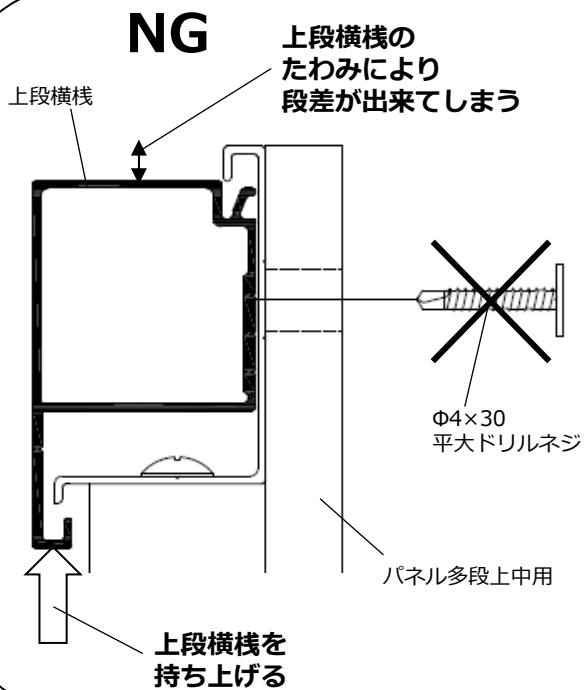 NG
上段横桟の
たわみにより
段差が出来てしまう
上段横桟
Φ4×30
平大ドリルネジ
パネル多段上中用
上段横桟を
持ち上げる